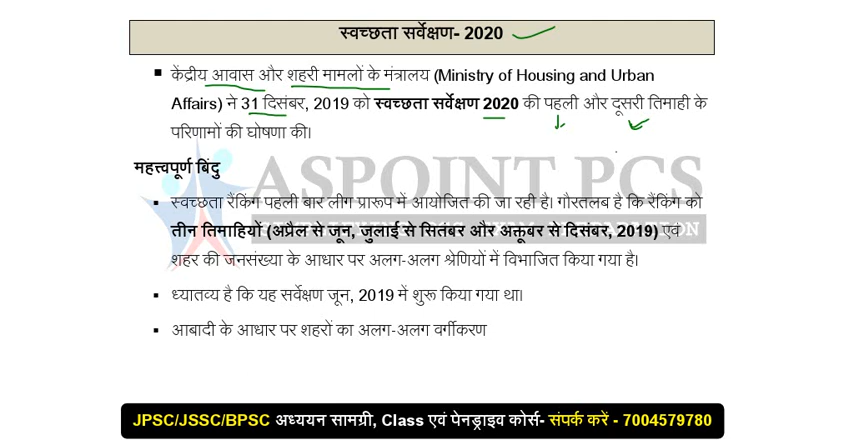 स्वच्छता सर्वेक्षण- 2020
▪ केंद्रीय आवास और शहरी मामलों के मंत्रालय (Ministry of Housing and Urban
Affairs) ने 31 दिसंबर, 2019 को स्वच्छता सर्वेक्षण 2020 की पहली और दूसरी तिमाही के
परिणामों की घोषणा की।
ASPOINT PCS
महत्त्वपूर्ण बिंदु
▪ स्वच्छता रैंकिंग पहली बार लीग प्रारूप में आयोजित की जा रही है। गौरतलब है कि रैंकिंग को
तीन तिमाहियों (अप्रैल से जून, जुलाई से सितंबर और अक्तूबर से दिसंबर, 2019) एवं
शहर की जनसंख्या के आधार पर अलग-अलग श्रेणियों में विभाजित किया गया है।
▪ ध्यातव्य है कि यह सर्वेक्षण जून, 2019 में शुरू किया गया था।
▪ आबादी के आधार पर शहरों का अलग-अलग वर्गीकरण
JPSC/JSSC/BPSC अध्ययन सामग्री, Class एवं पेनड्राइव कोर्स- संपर्क करें - 7004579780